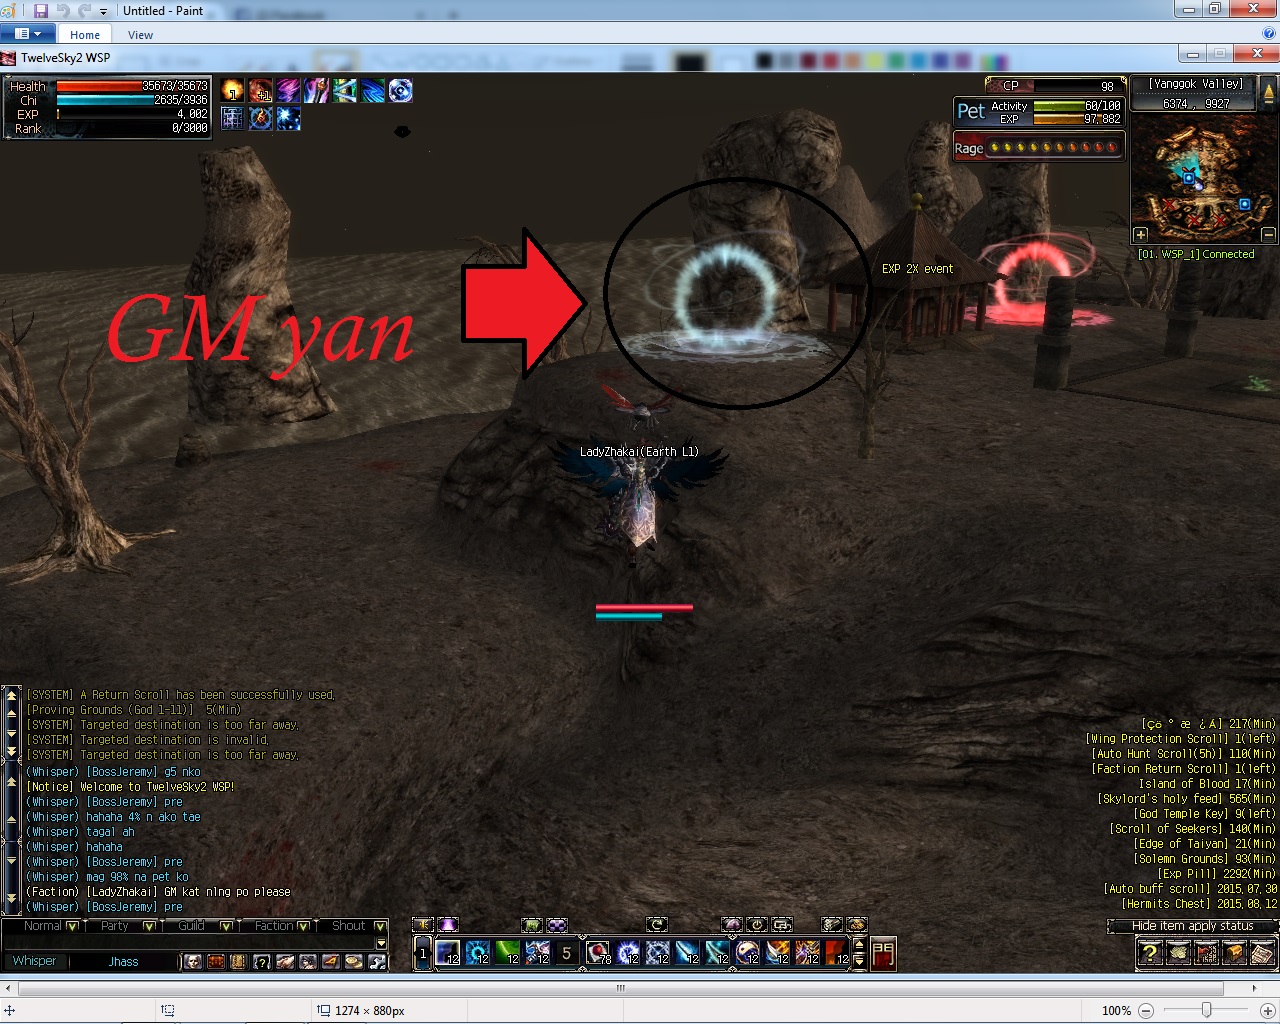 Untitled - Paint
Home View
TwelveSky2 WSP
Health 35673/35673
Chi 2635/3936
EXP 4,002
Rank 0/3000
1 +1
CP 98
Pet Activity 60/100
EXP 97,882
Rage
[Yanggok Valley]
6374 , 9927
[01. WSP_1] Connected
EXP 2X event
GM yan
LadyZhakai(Earth L1)
[SYSTEM] A Return Scroll has been successfully used.
[Proving Grounds (God 1-11)] 5(Min)
[SYSTEM] Targeted destination is too far away.
[SYSTEM] Targeted destination is invalid.
[SYSTEM] Targeted destination is too far away.
(Whisper) [BossJeremy] g5 nko
[Notice] Welcome to TwelveSky2 WSP!
(Whisper) [BossJeremy] pre
(Whisper) hahaha 4% n ako tae
(Whisper) tagal ah
(Whisper) hahaha
(Whisper) [BossJeremy] pre
(Whisper) mag 98% na pet ko
(Faction) [LadyZhakai] GM kat n1ng po please
(Whisper) [BossJeremy] pre
[çö ° æ ¿ Á] 217(Min)
[Wing Protection Scroll] 1(left)
[Auto Hunt Scroll(5h)] 110(Min)
[Faction Return Scroll] 1(left)
Island of Blood 17(Min)
[Skylord's holy feed] 565(Min)
[God Temple Key] 9(left)
[Scroll of Seekers] 140(Min)
[Edge of Taiyan] 21(Min)
[Solemn Grounds] 93(Min)
[Exp Pill] 2292(Min)
[Auto buff scroll] 2015.07.30
[Hermits Chest] 2015.08.12
Hide item apply status
Normal Party Guild Faction Shout
Whisper Jhass
1 12 12 12 12 5 78 12 12 12 12 12 12 12 12
1274 × 880px
100%